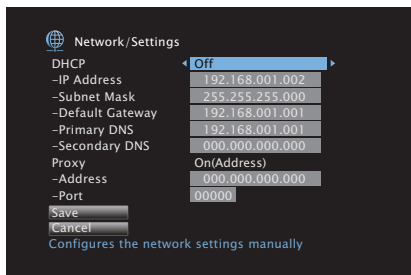 Network/Settings
DHCP Off
–IP Address 192.168.001.002
–Subnet Mask 255.255.255.000
–Default Gateway 192.168.001.001
–Primary DNS 192.168.001.001
–Secondary DNS 000.000.000.000
Proxy On(Address)
–Address 000.000.000.000
–Port 00000
Save
Cancel
Configures the network settings manually